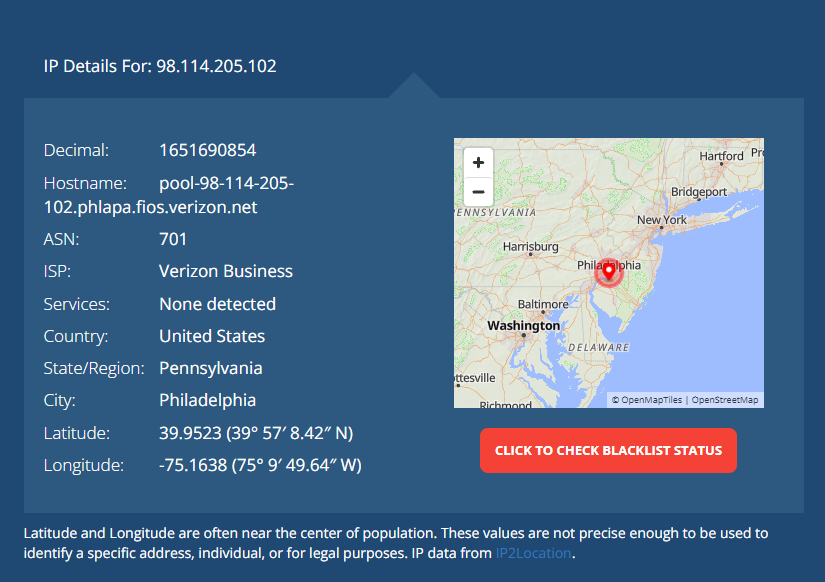 IP Details For: 98.114.205.102
Decimal: 1651690854
Hostname: pool-98-114-205-
102.phlapa.fios.verizon.net
ASN: 701
ISP: Verizon Business
Services: None detected
Country: United States
State/Region: Pennsylvania
City: Philadelphia
Latitude: 39.9523 (39° 57′ 8.42″ N)
Longitude: -75.1638 (75° 9′ 49.64″ W)
+
−
Hartford Pr
Bridgeport
PENNSYLVANIA
New York
Harrisburg
Philadelphia
Baltimore
Washington
DELAWARE
ottesville
Richmond
© OpenMapTiles | OpenStreetMap
CLICK TO CHECK BLACKLIST STATUS
Latitude and Longitude are often near the center of population. These values are not precise enough to be used to
identify a specific address, individual, or for legal purposes. IP data from IP2Location.